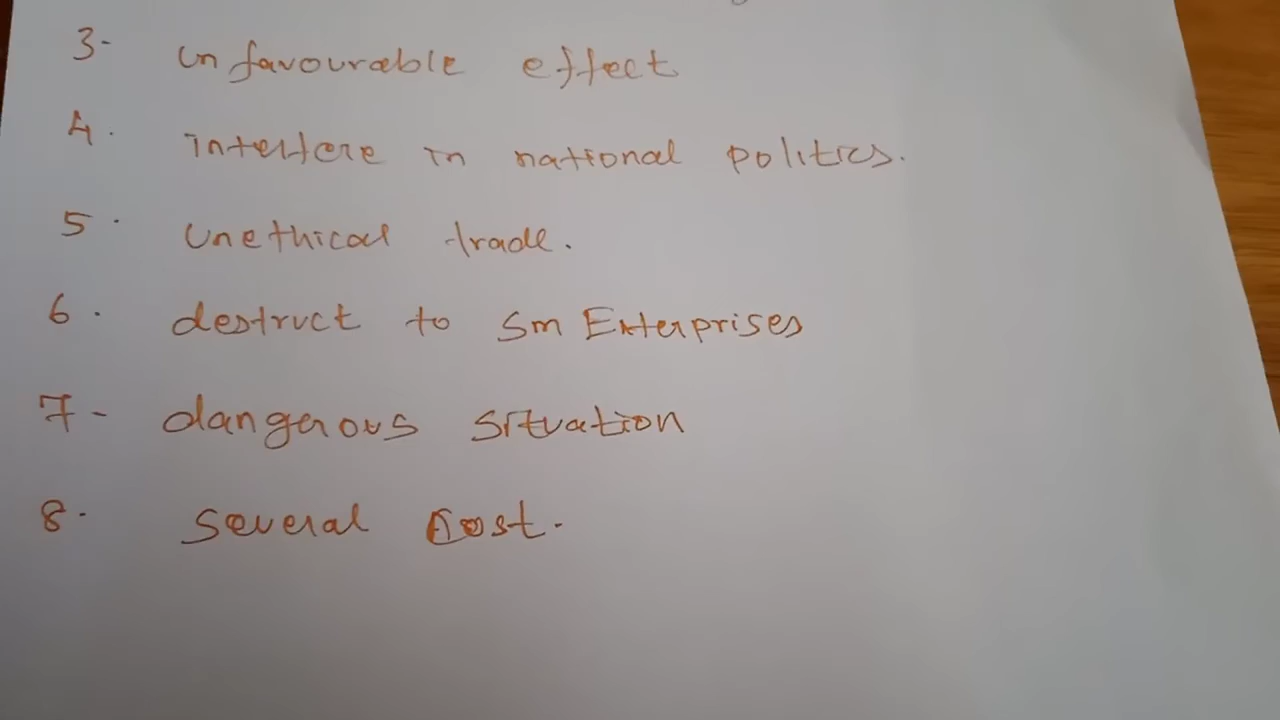 3- unfavourable effect
4. interfere in national politics.
5. unethical trade.
6. destruct to sm Enterprises
7- dangerous situation
8. several cost.